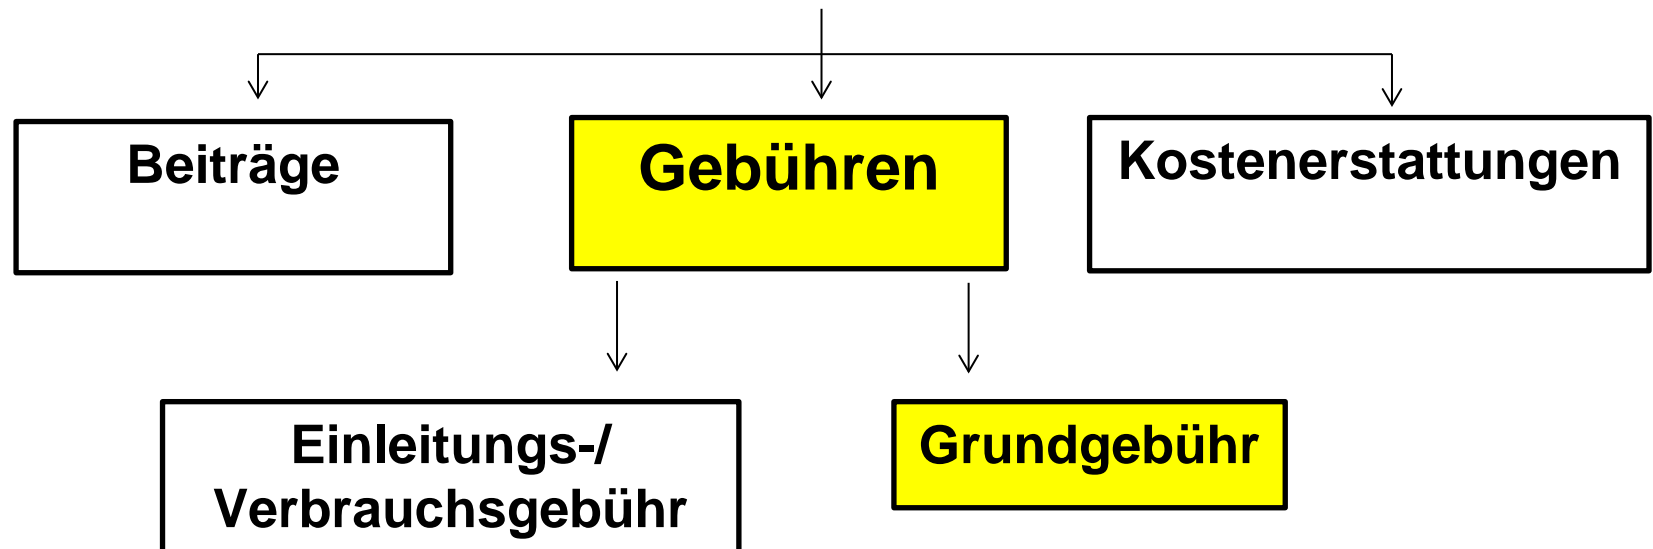 Beiträge
Gebühren
Kostenerstattungen
Einleitungs-/
Verbrauchsgebühr
Grundgebühr